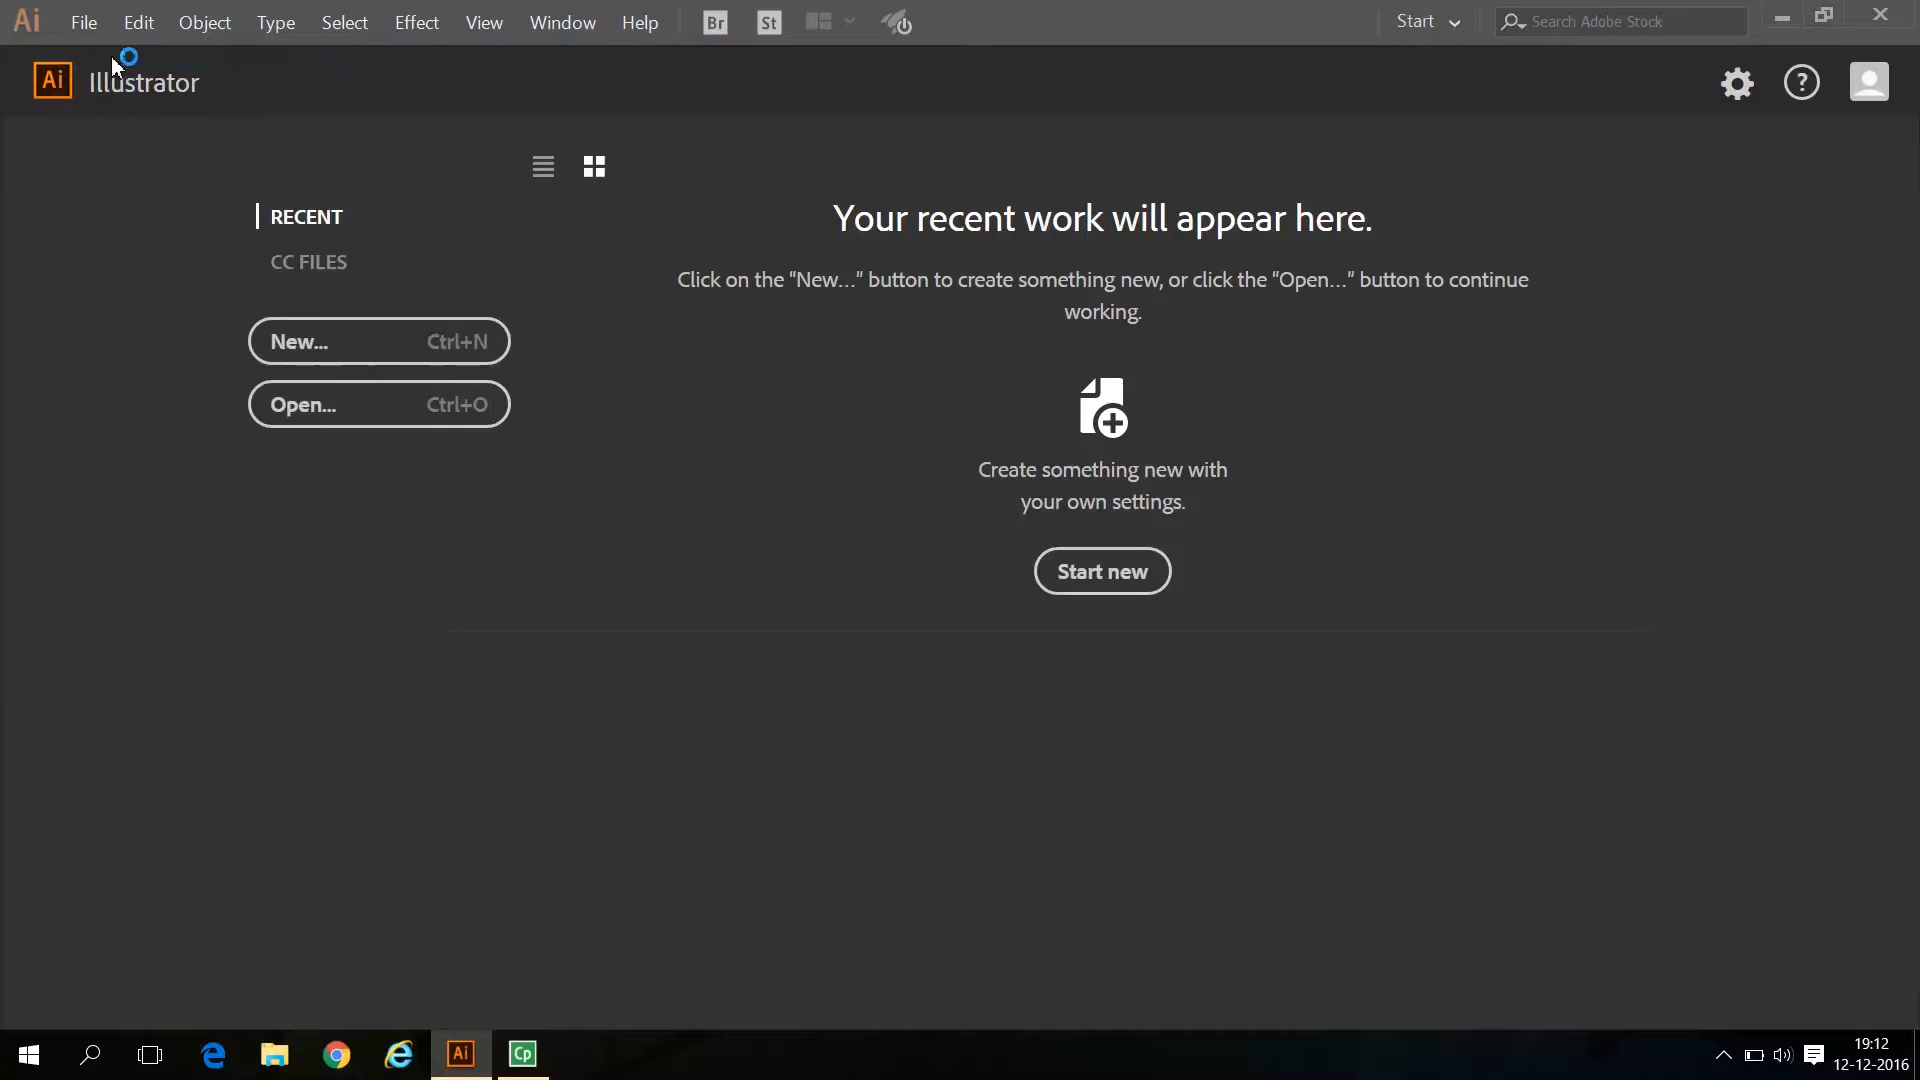 Ai File Edit Object Type Select Effect View Window Help Br St Start Search Adobe Stock
Ai Illustrator ?
RECENT
CC FILES
New... Ctrl+N
Open... Ctrl+O
Your recent work will appear here.
Click on the “New...” button to create something new, or click the “Open...” button to continue
working.
Create something new with
your own settings.
Start new
Ai Cp
19:12
12-12-2016